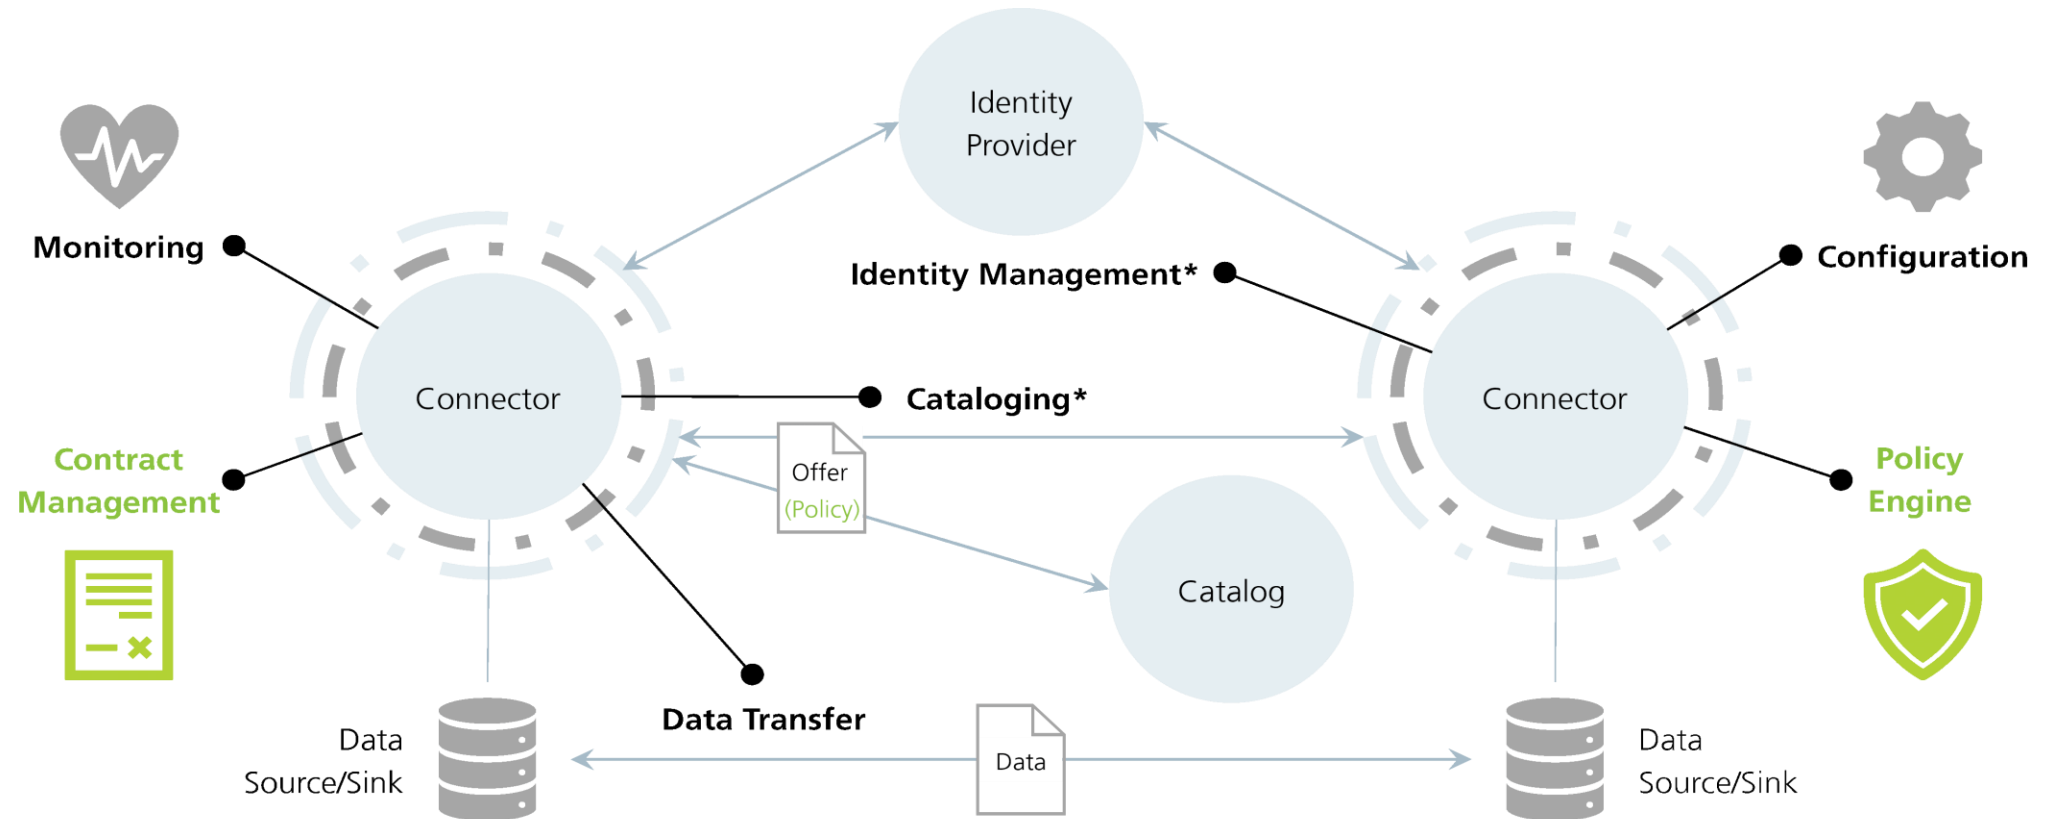 Identity
Provider
Monitoring
Configuration
Identity Management*
Connector
Cataloging*
Connector
Contract
Management
Offer
(Policy)
Policy
Engine
Catalog
Data Transfer
Data
Source/Sink
Data
Data
Source/Sink